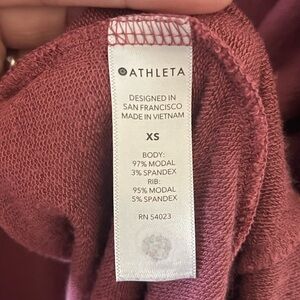 ATHLETA
DESIGNED IN
SAN FRANCISCO
MADE IN VIETNAM
XS
BODY:
97% MODAL
3% SPANDEX
RIB:
95% MODAL
5% SPANDEX
RN 54023